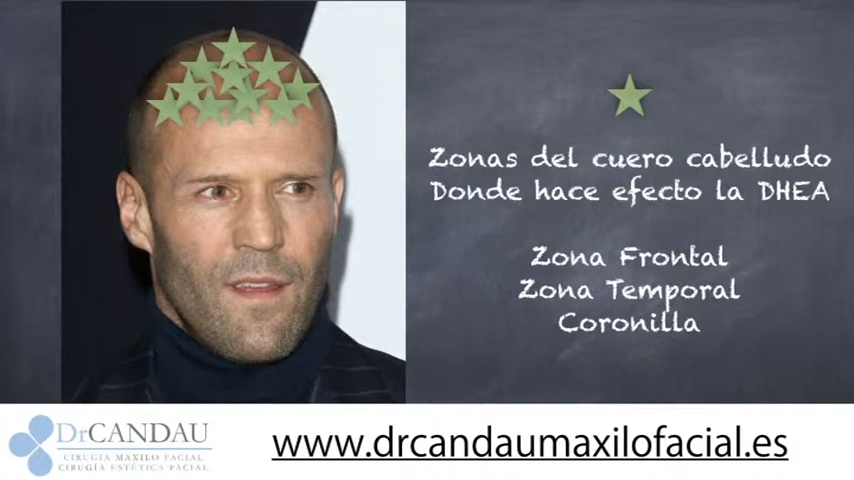 Zonas del cuero cabelludo
Donde hace efecto la DHEA
Zona Frontal
Zona Temporal
Coronilla
DrCANDAU
CIRUGÍA MAXILO FACIAL
CIRUGÍA ESTÉTICA FACIAL
www.drcandaumaxilofacial.es